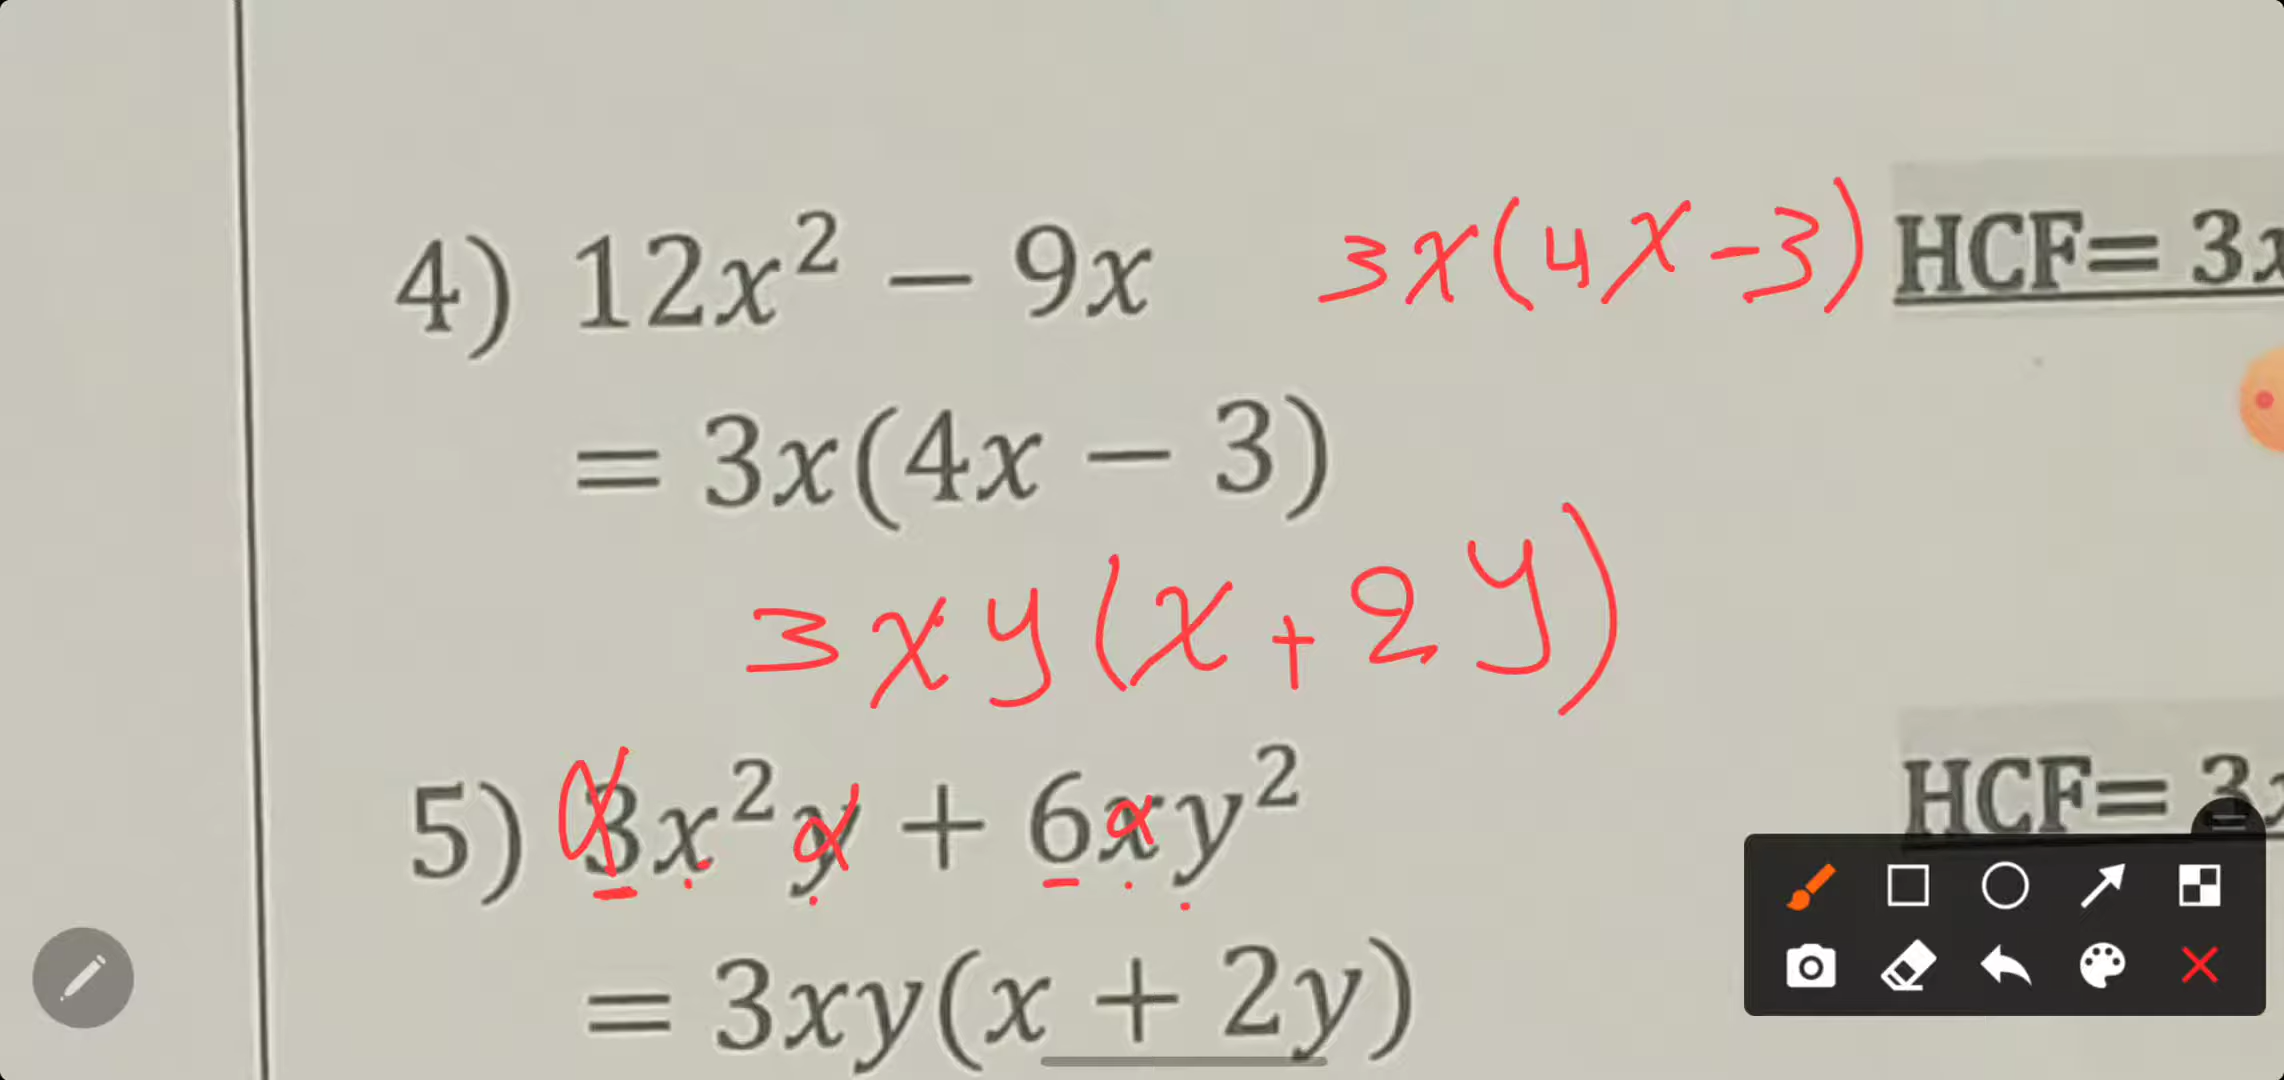 4) 12x² − 9x 3x(4x−3) HCF= 3x
= 3x(4x − 3)
3xy(x+2y)
5) 3x²y + 6xy² HCF= 3
= 3xy(x + 2y)